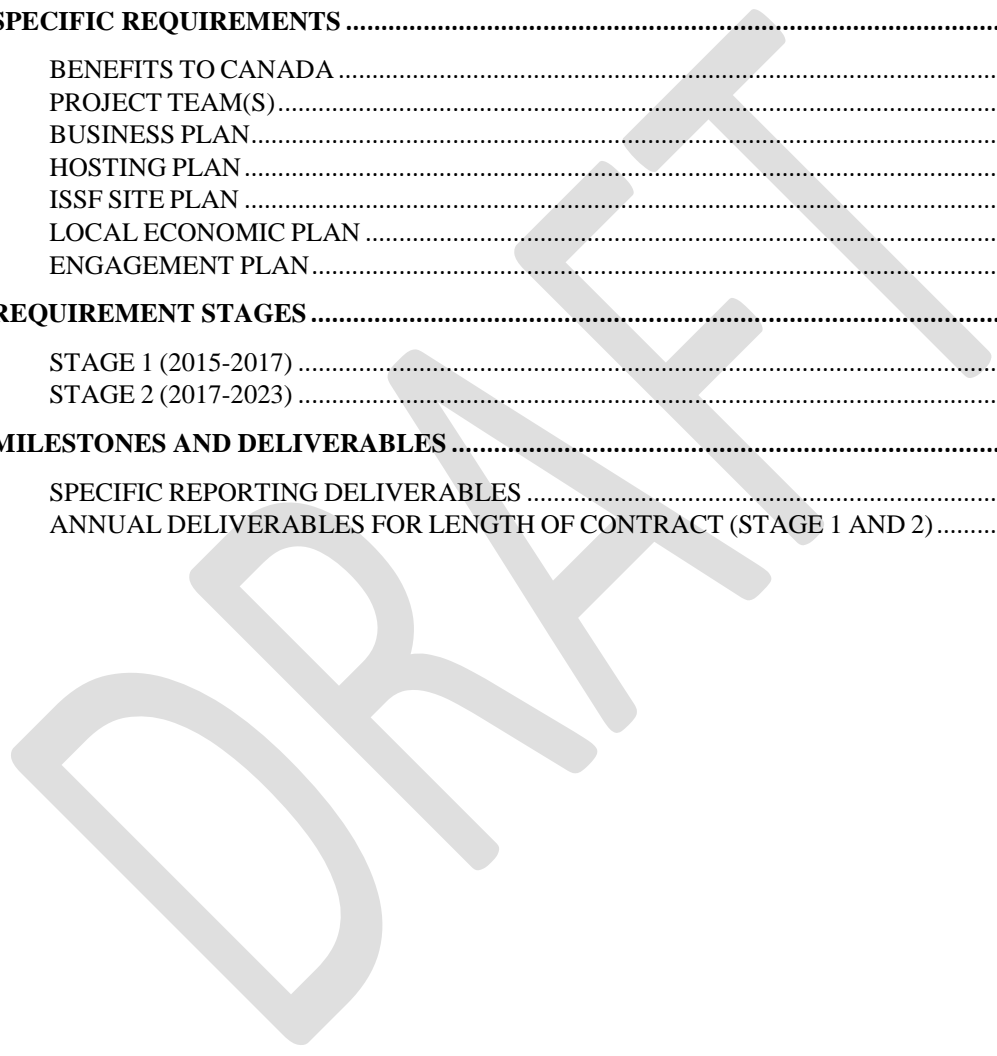 SPECIFIC REQUIREMENTS ................................................................................
BENEFITS TO CANADA ................................................................................
PROJECT TEAM(S) ................................................................................
BUSINESS PLAN ................................................................................
HOSTING PLAN ................................................................................
ISSF SITE PLAN ................................................................................
LOCAL ECONOMIC PLAN ................................................................................
ENGAGEMENT PLAN ................................................................................
REQUIREMENT STAGES ................................................................................
STAGE 1 (2015-2017) ................................................................................
STAGE 2 (2017-2023) ................................................................................
MILESTONES AND DELIVERABLES ................................................................................
SPECIFIC REPORTING DELIVERABLES ................................................................................
ANNUAL DELIVERABLES FOR LENGTH OF CONTRACT (STAGE 1 AND 2) .........
DRAFT